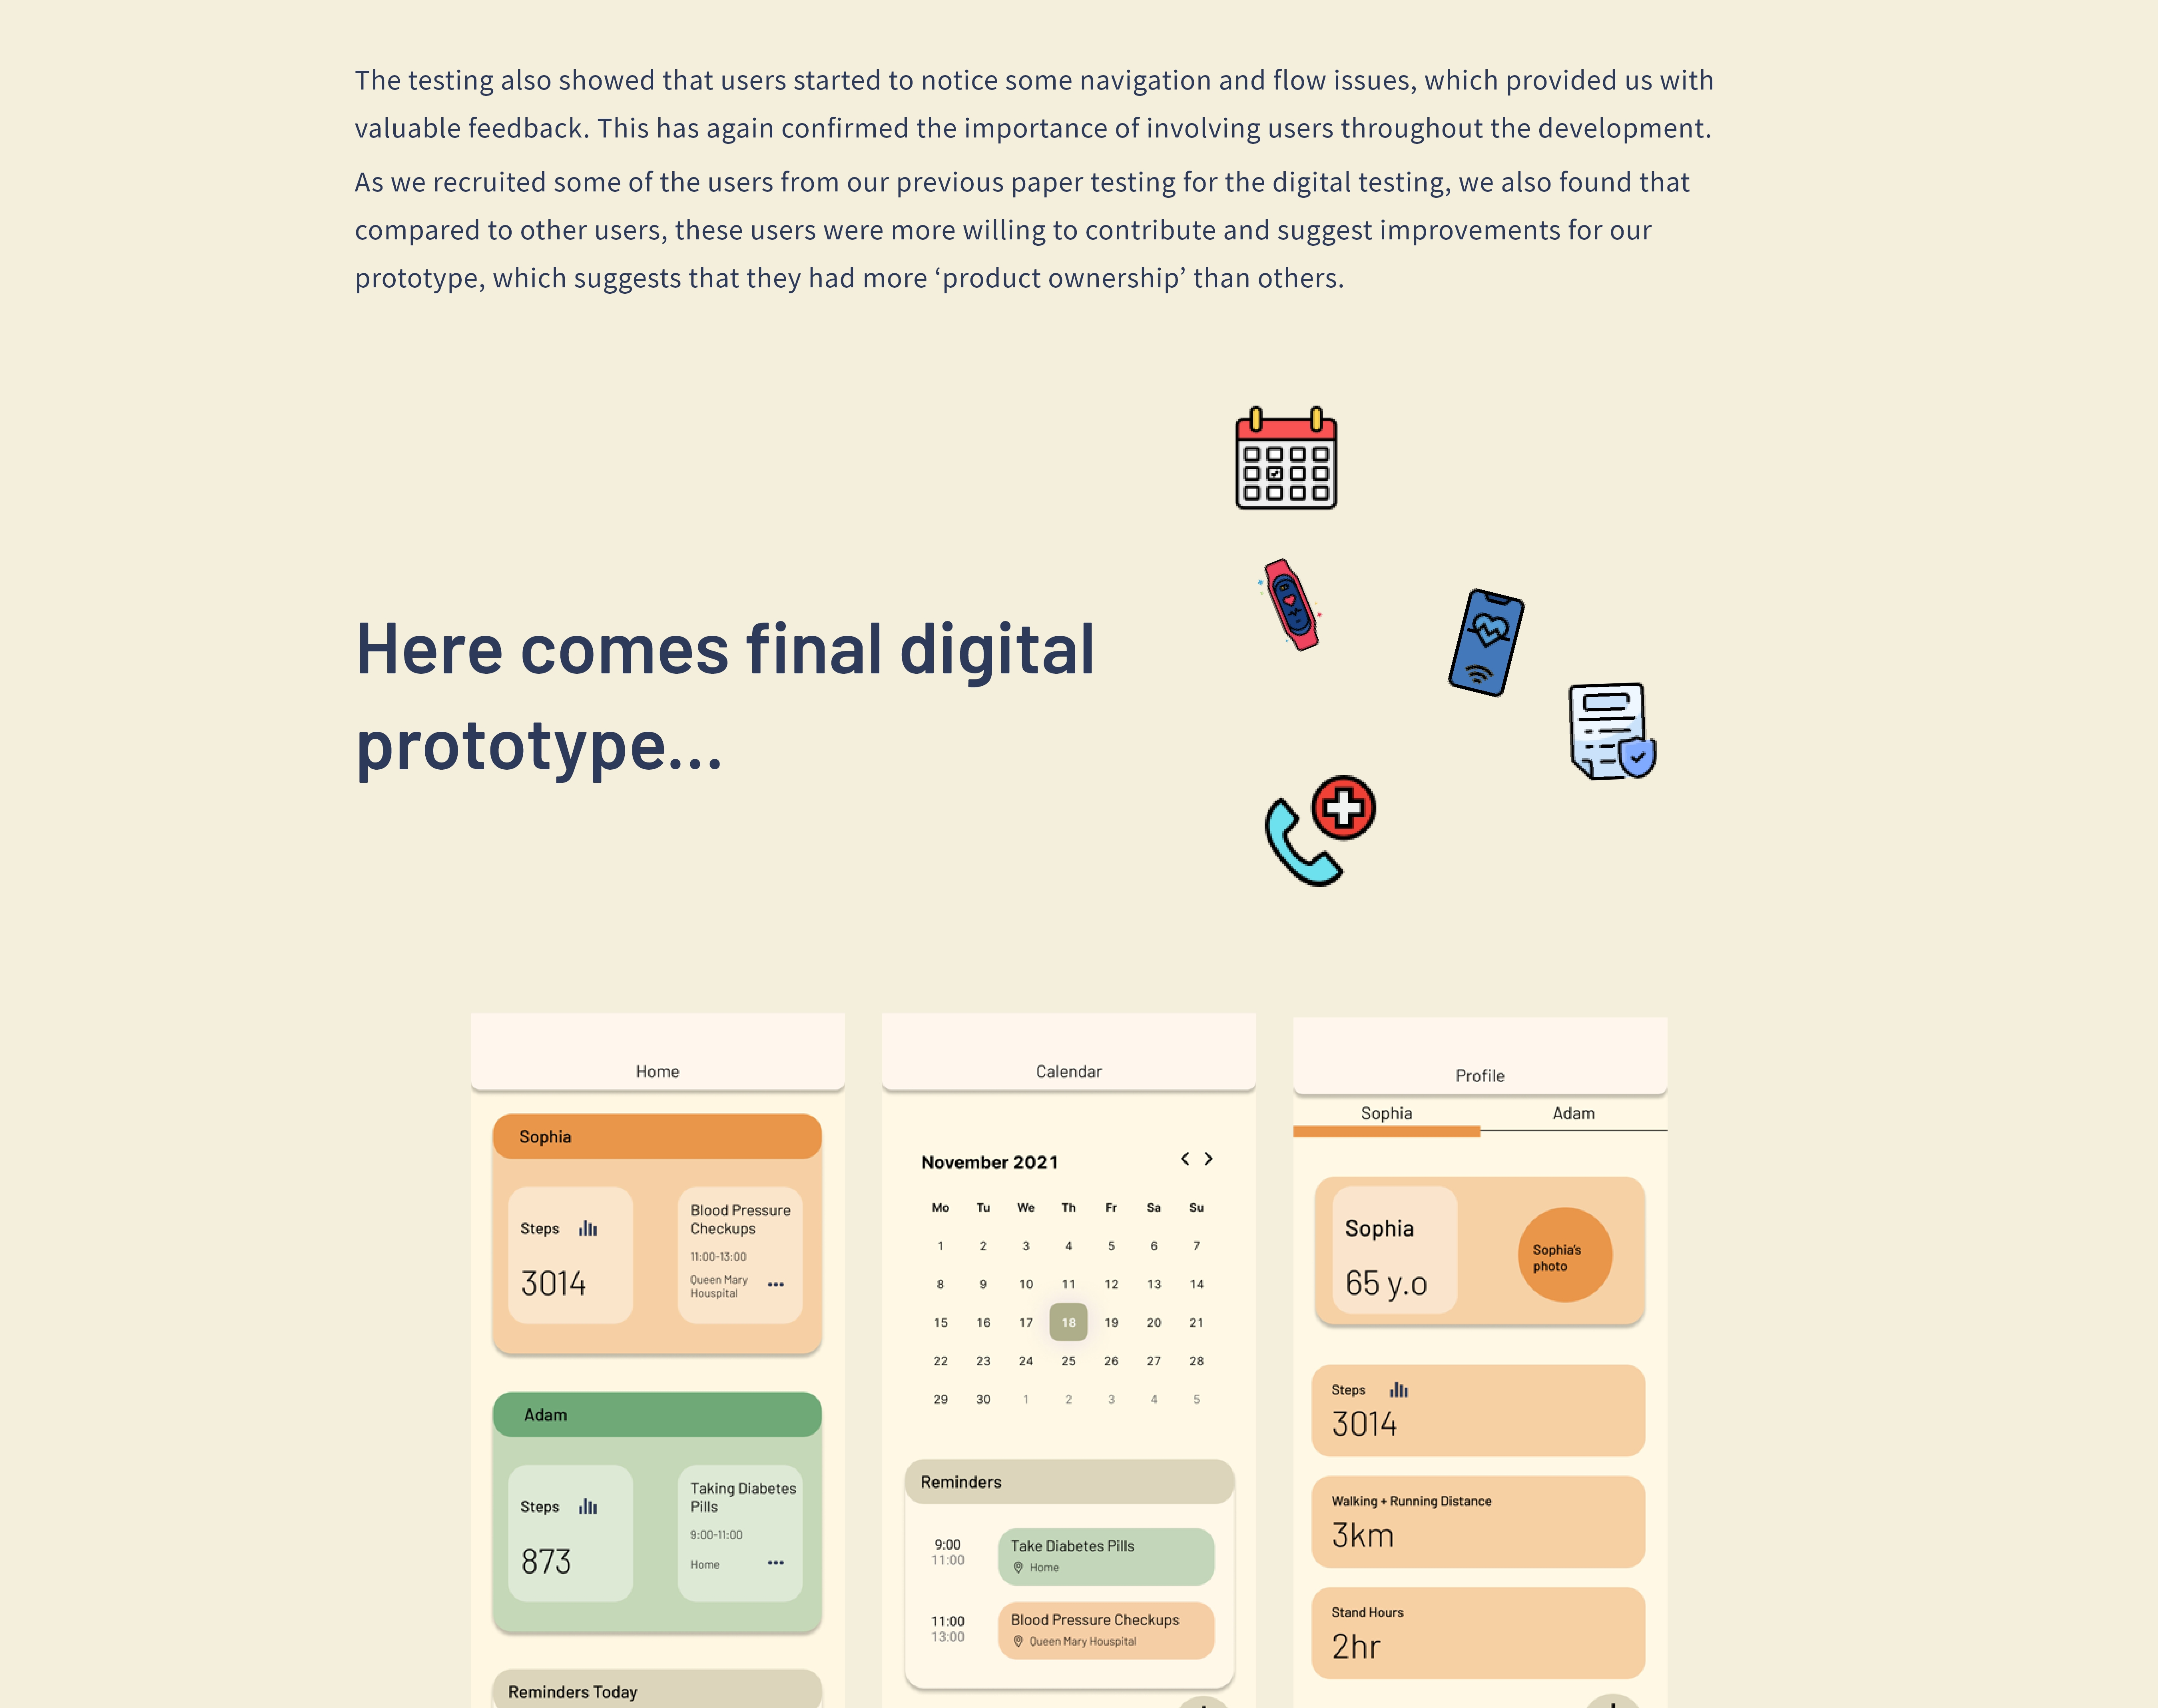 The testing also showed that users started to notice some navigation and flow issues, which provided us with
valuable feedback. This has again confirmed the importance of involving users throughout the development.
As we recruited some of the users from our previous paper testing for the digital testing, we also found that
compared to other users, these users were more willing to contribute and suggest improvements for our
prototype, which suggests that they had more ‘product ownership’ than others.
Here comes final digital
prototype...
Home
Sophia
Steps
3014
Blood Pressure
Checkups
11:00-13:00
Queen Mary
Houspital
Adam
Steps
873
Taking Diabetes
Pills
9:00-11:00
Home
Reminders Today
Calendar
November 2021
Mo Tu We Th Fr Sa Su
1 2 3 4 5 6 7
8 9 10 11 12 13 14
15 16 17 18 19 20 21
22 23 24 25 26 27 28
29 30 1 2 3 4 5
Reminders
9:00
11:00
Take Diabetes Pills
Home
11:00
13:00
Blood Pressure Checkups
Queen Mary Houspital
Profile
Sophia Adam
Sophia
65 y.o
Sophia's
photo
Steps
3014
Walking + Running Distance
3km
Stand Hours
2hr